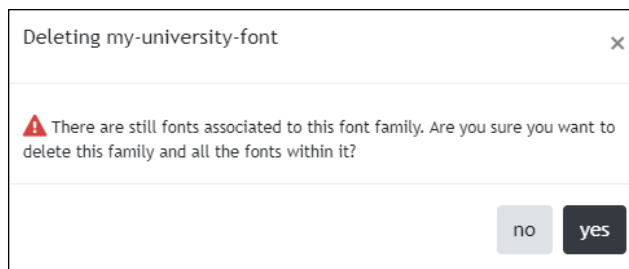 Deleting my-university-font
×
There are still fonts associated to this font family. Are you sure you want to
delete this family and all the fonts within it?
no yes